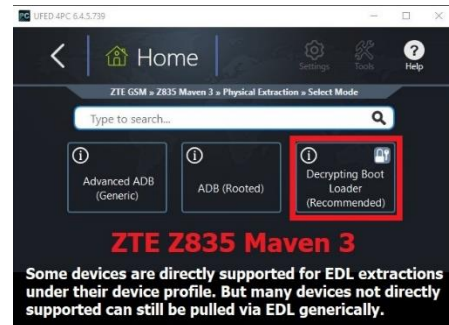 UFED 4PC 6.4.5.739
Home
Settings
Tools
Help
ZTE GSM » Z835 Maven 3 » Physical Extraction » Select Mode
Type to search...
Advanced ADB
(Generic)
ADB (Rooted)
Decrypting Boot
Loader
(Recommended)
ZTE Z835 Maven 3
Some devices are directly supported for EDL extractions
under their device profile. But many devices not directly
supported can still be pulled via EDL generically.